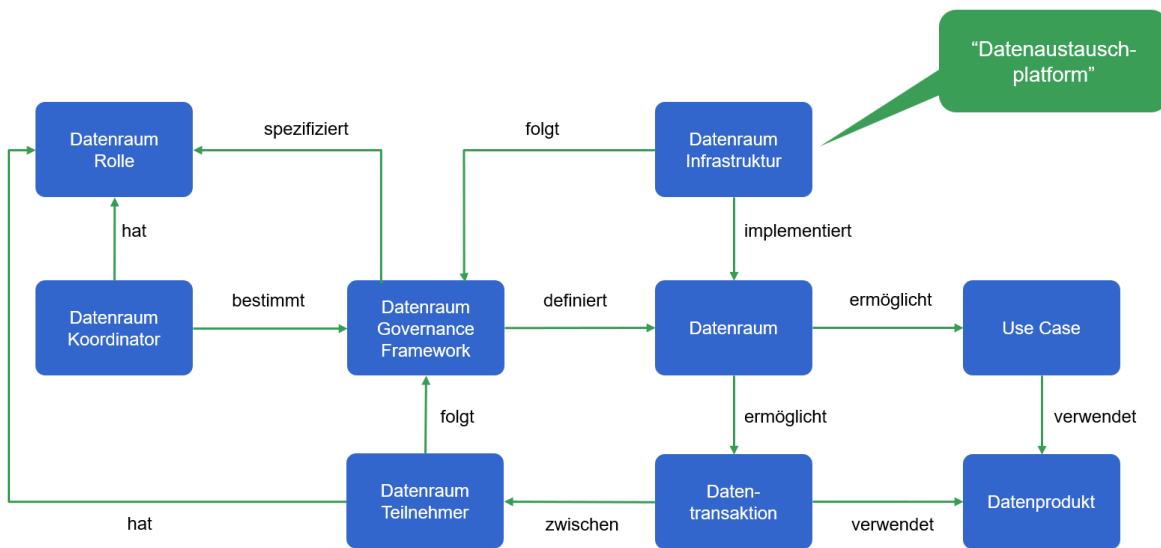 “Datenaustausch-
platform”
Datenraum
Rolle
spezifiziert
folgt
Datenraum
Infrastruktur
hat
implementiert
Datenraum
Koordinator
bestimmt
Datenraum
Governance
Framework
definiert
Datenraum
ermöglicht
Use Case
folgt
ermöglicht
verwendet
Datenraum
Teilnehmer
Daten-
transaktion
Datenprodukt
hat
zwischen
verwendet